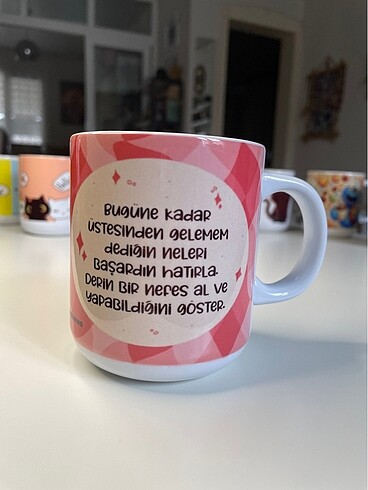 Bugüne kadar
üstesinden gelemem
dediğin neleri
başardın hatırla.
Derin bir nefes al ve
yapabildiğini göster.